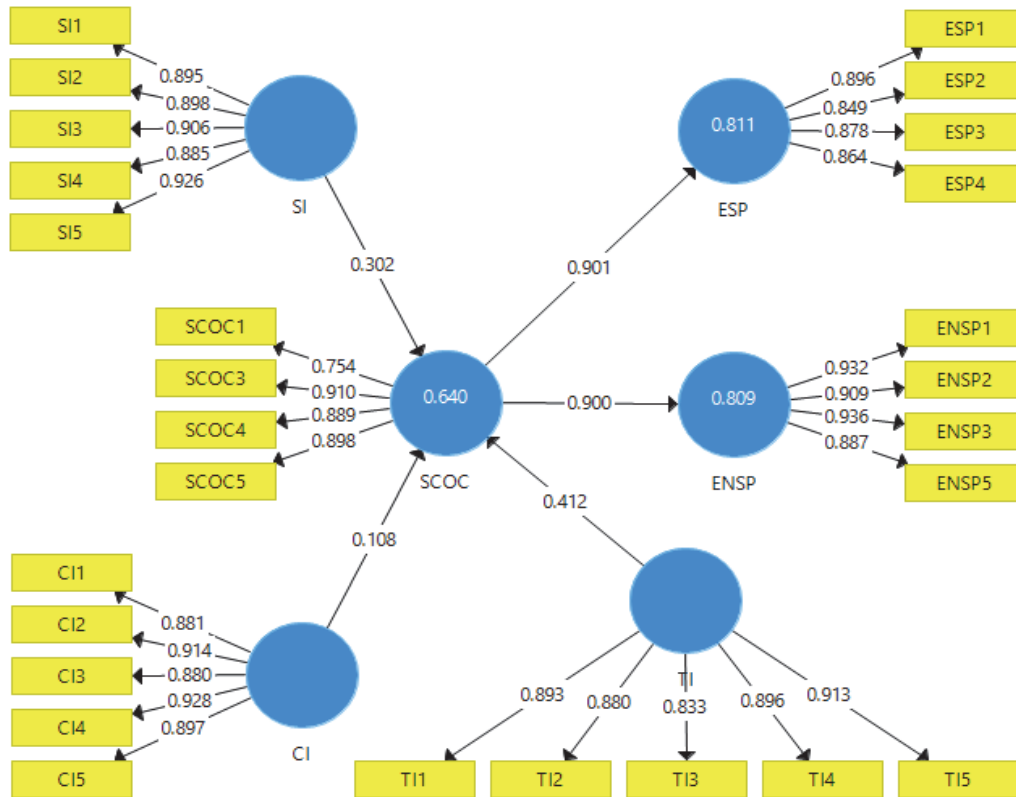 SI1
SI2
SI3
SI4
SI5
0.895
0.898
0.906
0.885
0.926
SI
0.302
ESP1
ESP2
ESP3
ESP4
0.896
0.849
0.878
0.864
0.811
ESP
0.901
SCOC1
SCOC3
SCOC4
SCOC5
0.754
0.910
0.889
0.898
0.640
SCOC
0.900
0.809
ENSP
ENSP1
ENSP2
ENSP3
ENSP5
0.932
0.909
0.936
0.887
0.412
0.108
CI1
CI2
CI3
CI4
CI5
0.881
0.914
0.880
0.928
0.897
CI
TI
0.893
0.880
0.833
0.896
0.913
TI1
TI2
TI3
TI4
TI5